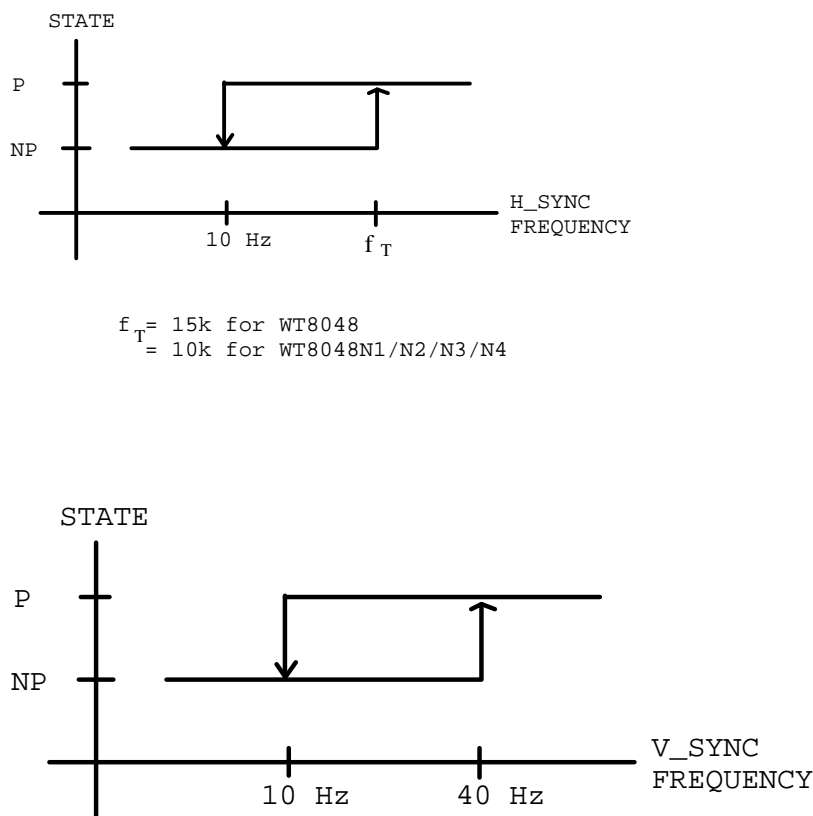 STATE
P
NP
10 Hz
f T
H_SYNC
FREQUENCY
f T = 15k for WT8048
= 10k for WT8048N1/N2/N3/N4
STATE
P
NP
10 Hz
40 Hz
V_SYNC
FREQUENCY